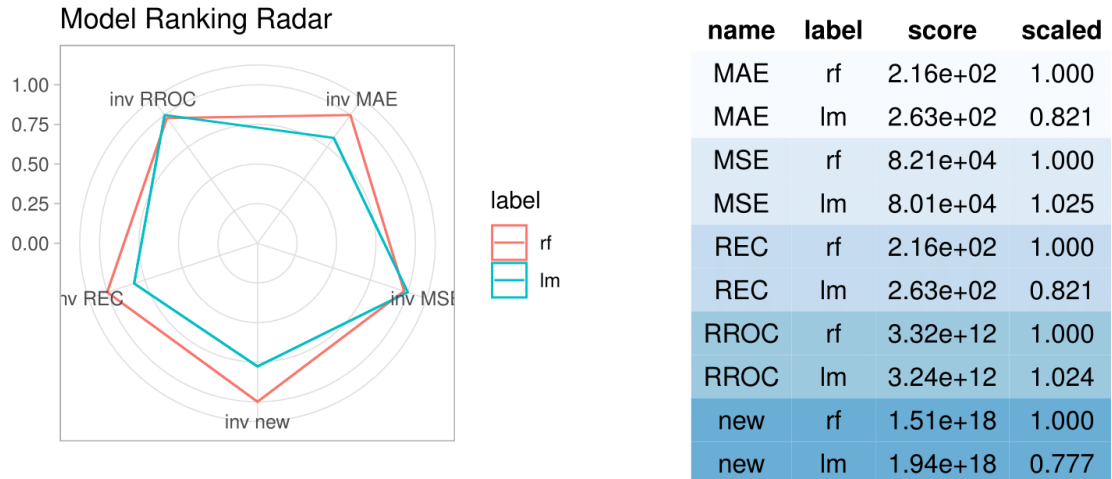 Model Ranking Radar
1.00
0.75
0.50
0.25
0.00
inv RROC
inv MAE
nv REC
inv MSE
inv new
label
rf
lm
name label score scaled
MAE rf 2.16e+02 1.000
MAE lm 2.63e+02 0.821
MSE rf 8.21e+04 1.000
MSE lm 8.01e+04 1.025
REC rf 2.16e+02 1.000
REC lm 2.63e+02 0.821
RROC rf 3.32e+12 1.000
RROC lm 3.24e+12 1.024
new rf 1.51e+18 1.000
new lm 1.94e+18 0.777